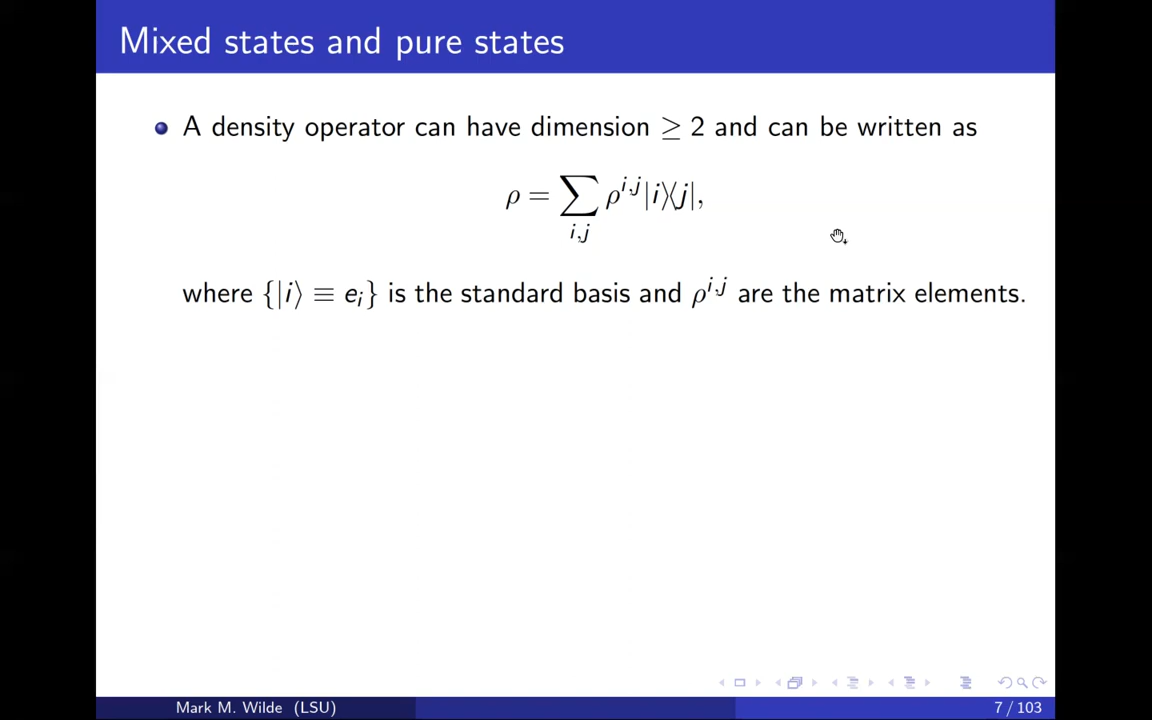 Mixed states and pure states
A density operator can have dimension ≥ 2 and can be written as
ρ = ∑ ρ^{i,j} |i⟩⟨j|,
i,j
where {|i⟩ ≡ e_i} is the standard basis and ρ^{i,j} are the matrix elements.
Mark M. Wilde (LSU) 7 / 103